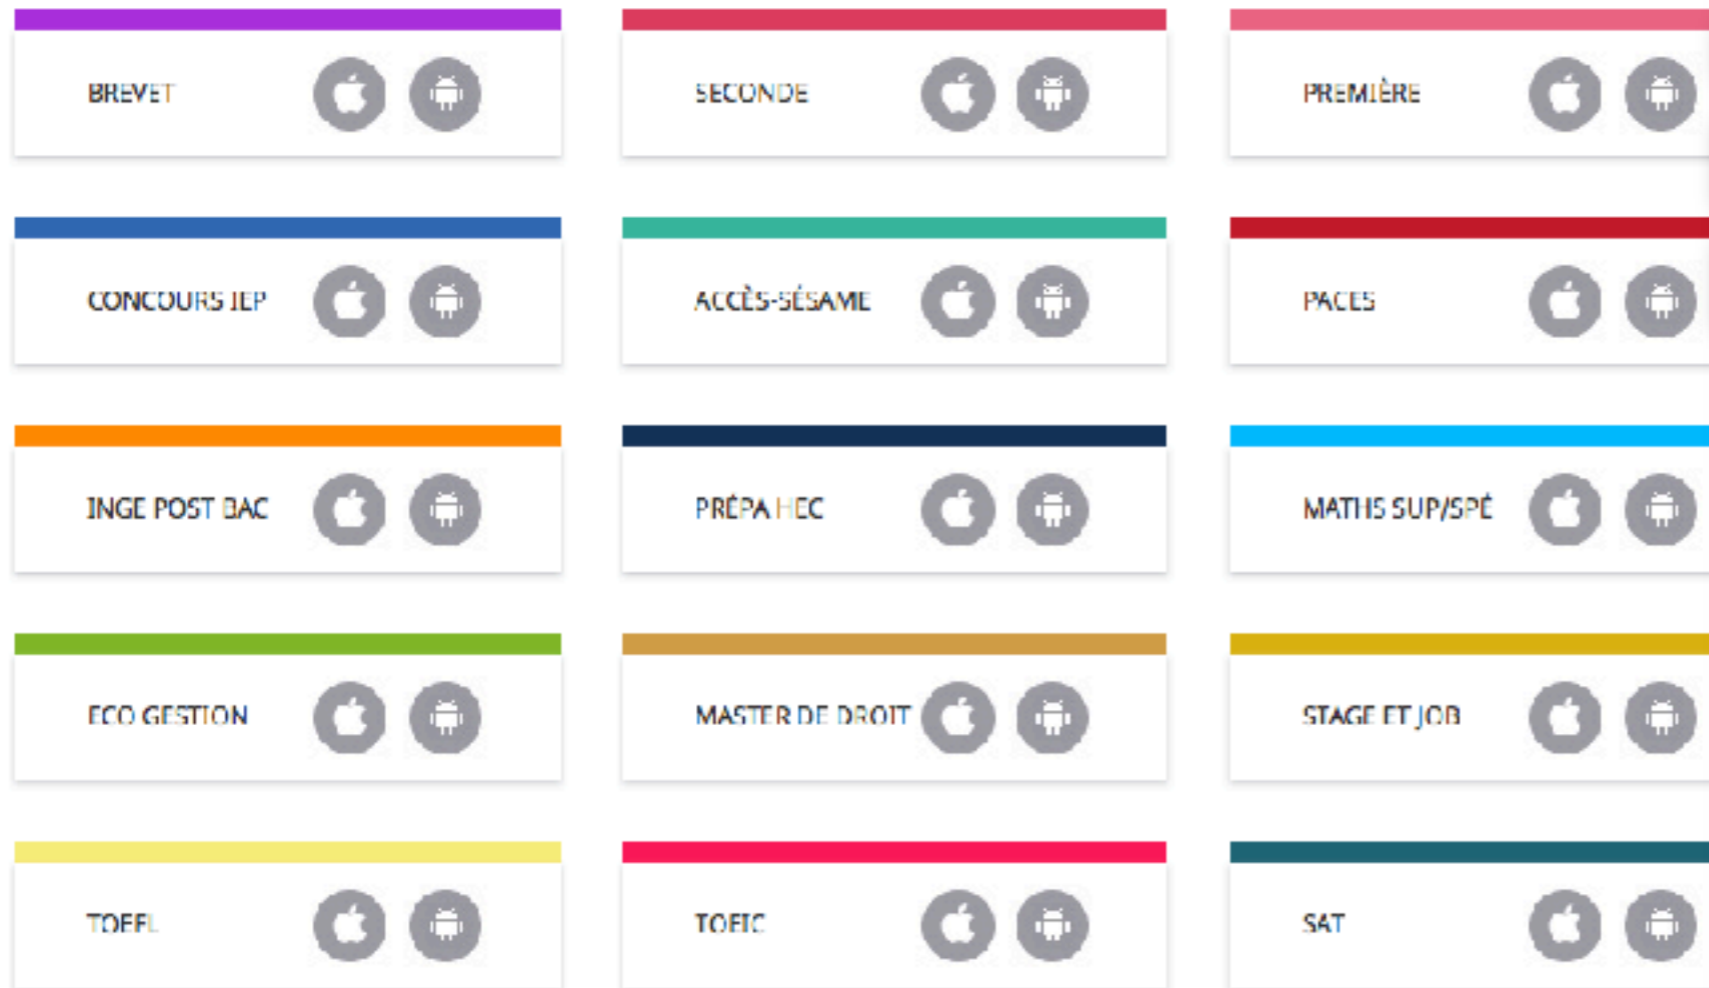 BREVET
SECONDE
PREMIÈRE
CONCOURS IEP
ACCÈS-SÉSAME
PACES
INGE POST BAC
PRÉPA HEC
MATHS SUP/SPÉ
ECO GESTION
MASTER DE DROIT
STAGE ET JOB
TOEFL
TOEIC
SAT